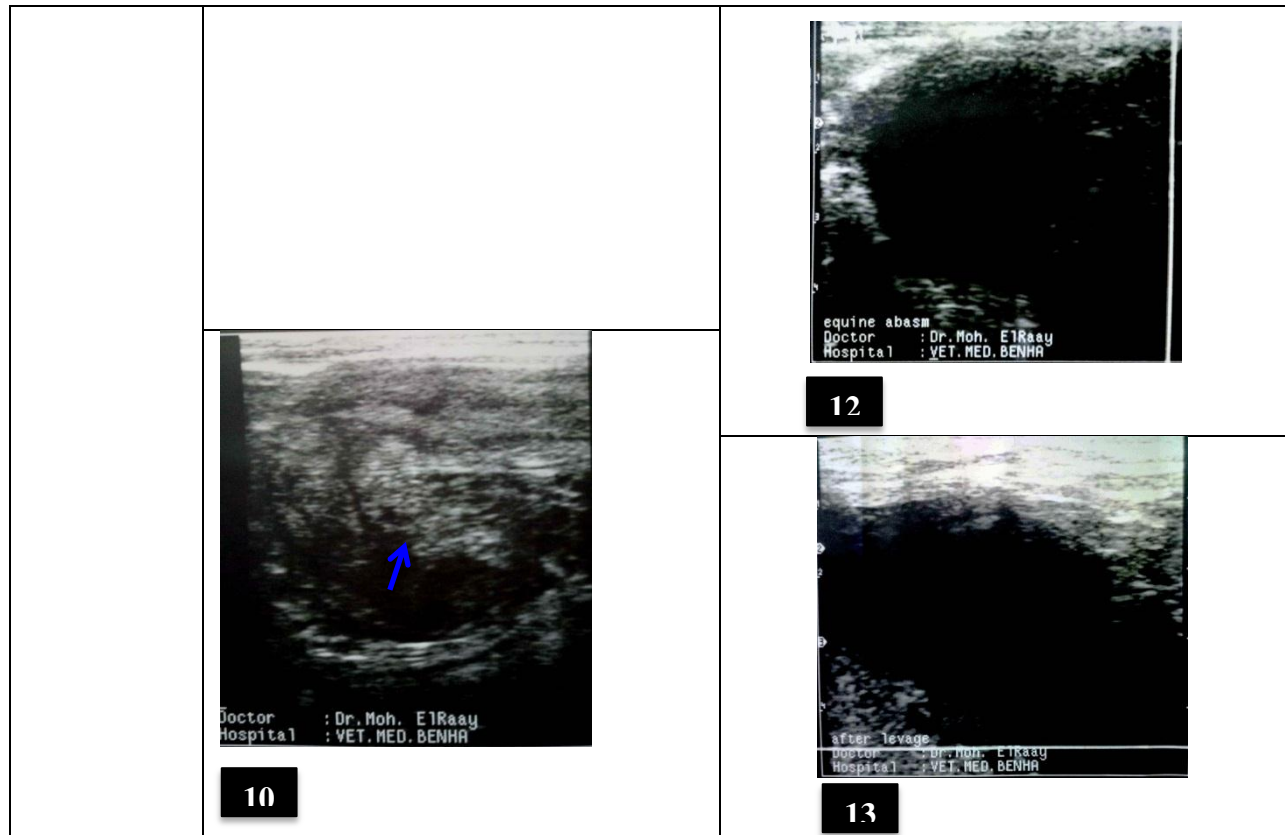 equine abasm
Doctor : Dr.Moh. ElRaay
Hospital : VET.MED.BENHA
12
Doctor : Dr.Moh. ElRaay
Hospital : VET.MED.BENHA
10
after levage
Doctor : Dr.Moh. ElRaay
Hospital : VET.MED.BENHA
13